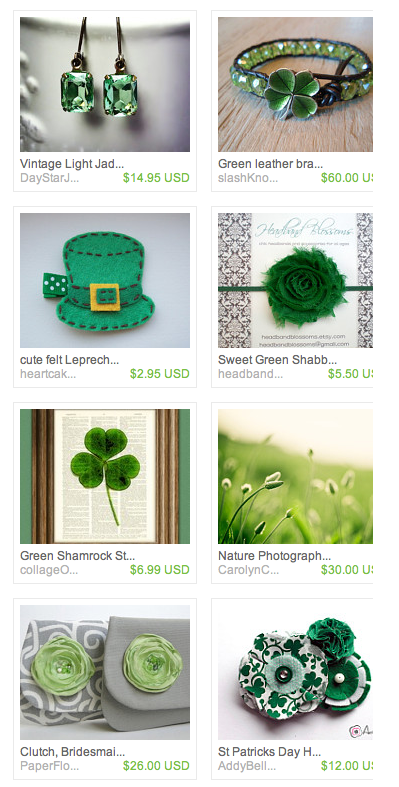 Vintage Light Jad...
DayStarJ... $14.95 USD
Green leather bra...
slashKno... $60.00 US
cute felt Leprech...
heartcak... $2.95 USD
Headband Blossoms
headbandblossoms.etsy.com
headbandblossoms@gmail.com
Sweet Green Shabb...
headband... $5.50 US
Green Shamrock St...
collageO... $6.99 USD
Nature Photograph...
CarolynC... $30.00 US
Clutch, Bridesmai...
PaperFlo... $26.00 USD
St Patricks Day H...
AddyBell... $12.00 US